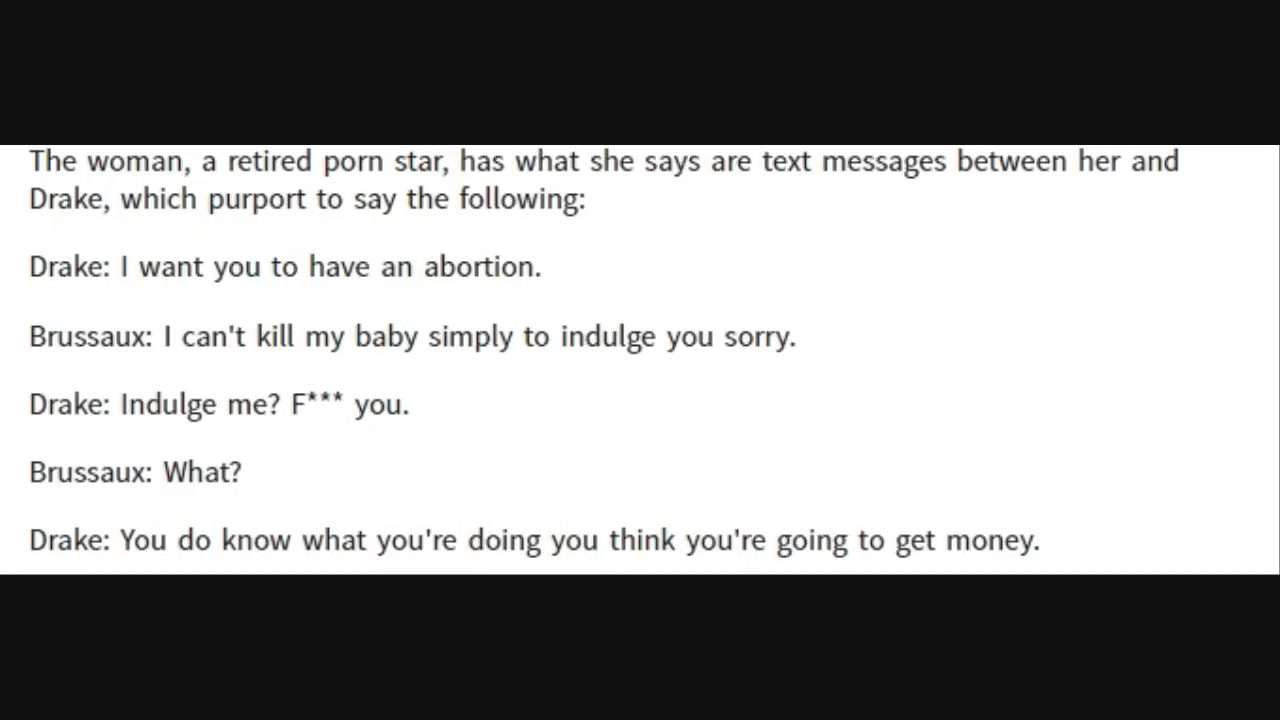 The woman, a retired porn star, has what she says are text messages between her and
Drake, which purport to say the following:
Drake: I want you to have an abortion.
Brussaux: I can't kill my baby simply to indulge you sorry.
Drake: Indulge me? F*** you.
Brussaux: What?
Drake: You do know what you're doing you think you're going to get money.